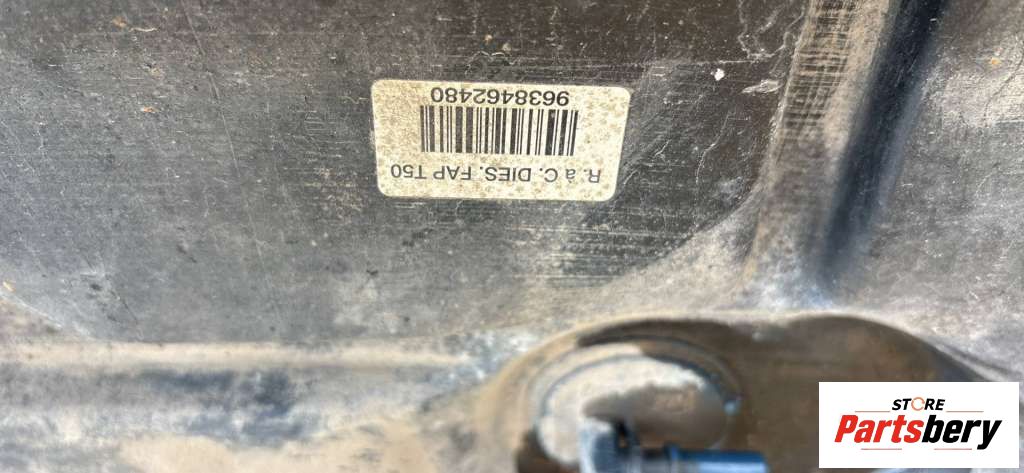 R. à C. DIES. FAP T50
9638462480
STORE
Partsbery